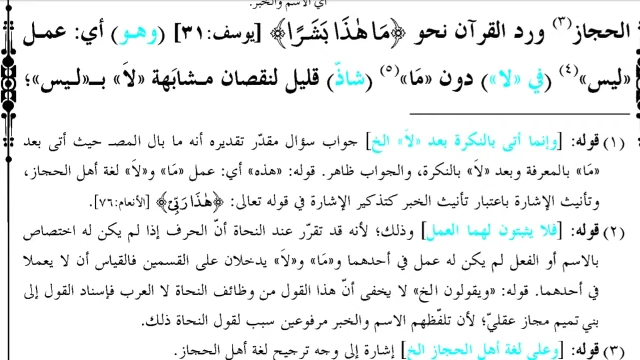 أي الاسم والخبر.
الحجاز(٣) ورد القرآن نحو ﴿مَا هٰذَا بَشَرًا﴾ [يوسف:٣١] (وهو) أي: عمل
«ليس»(٤) (في «لا») دون «مَا»(٥) (شاذّ) قليل لنقصان مشابَهة «لاَ» بـ«ليس»؛
(١) قوله: [وإنما أتى بالنكرة بعد «لا» الخ] جواب سؤال مقدّر تقديره أنه ما بال المصـ حيث أتى بعد
«مَا» بالمعرفة وبعد «لاَ» بالنكرة، والجواب ظاهر. قوله: «هذه» أي: عمل «مَا» و«لاَ» لغة أهل الحجاز،
وتأنيث الإشارة باعتبار تأنيث الخبر كتذكير الإشارة في قوله تعالى: ﴿هٰذَا رَبِّيْ﴾ [الأنعام:٧٦].
(٢) قوله: [فلا يثبتون لهما العمل] وذلك؛ لأنه قد تقرّر عند النحاة أنّ الحرف إذا لم يكن له اختصاص
بالاسم أو الفعل لم يكن له عمل في أحدهما و«مَا» و«لاَ» يدخلان على القسمين فالقياس أن لا يعملا
في أحدهما. قوله: «ويقولون الخ» لا يخفى أنّ هذا القول من وظائف النحاة لا العرب فإسناد القول إلى
بني تميم مجاز عقليّ؛ لأن تلفّظهم الاسم والخبر مرفوعين سبب لقول النحاة ذلك.
(٣) قوله: [وعلى لغة أهل الحجاز الخ] إشارة إلى وجه ترجيح لغة أهل الحجاز.